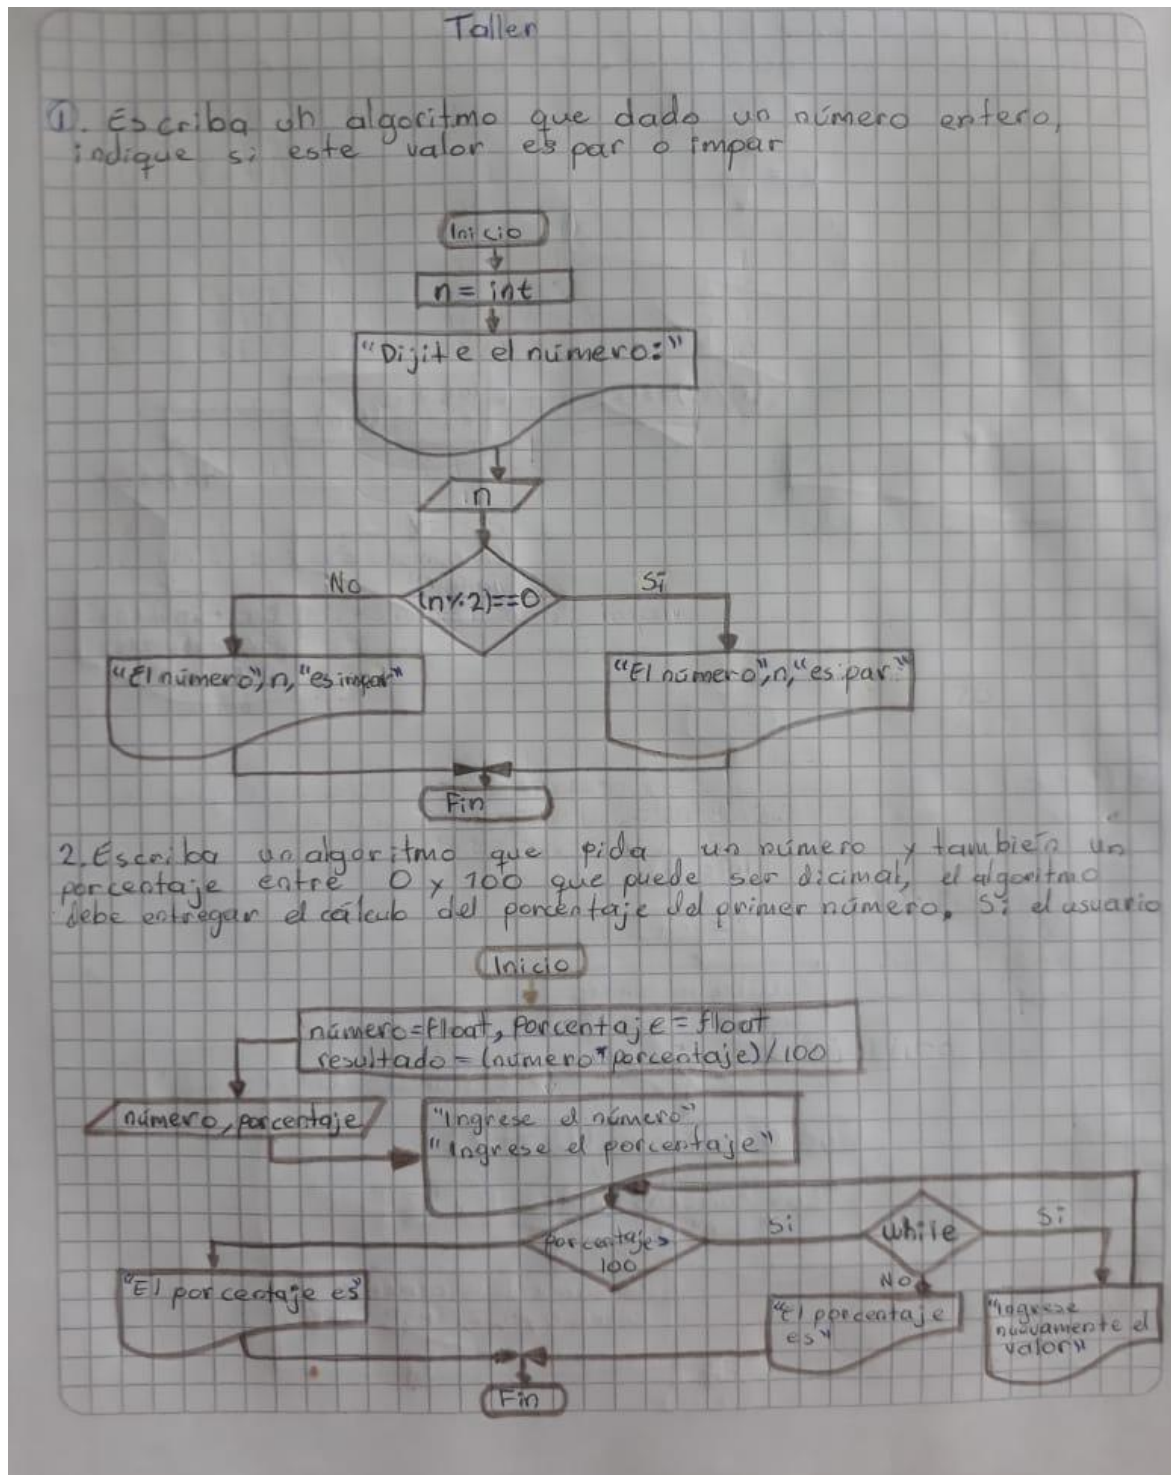 Taller
1. Escriba un algoritmo que dado un número entero,
indique si este valor es par o impar
Inicio
n = int
"Dijite el número:"
n
No
(n%2)==0
Si
"El número", n, "es impar"
"El número", n, "es par"
Fin
2. Escriba un algoritmo que pida un número y también un
porcentaje entre 0 y 100 que puede ser dicimal, el algoritmo
debe entregar el cálculo del porcentaje del primer número. Si el usuario
Inicio
número=float, Porcentaje = float
resultado = (número*porcentaje)/100
número, porcentaje
"Ingrese el número"
"Ingrese el porcentaje"
porcentaje>
100
Si
while
Si
No
"El porcentaje es"
"El porcentaje
es"
"Ingrese
nuevamente el
valor"
Fin